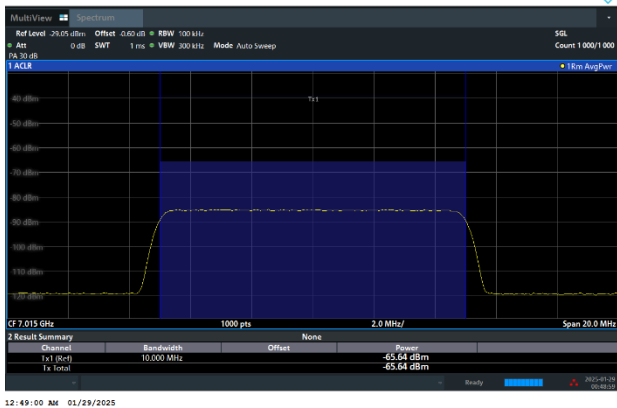 MultiView Spectrum
Ref Level -29.05 dBm Offset -0.60 dB RBW 100 kHz SGL
Att 0 dB SWT 1 ms VBW 300 kHz Mode Auto Sweep Count 1 000/1 000
PA 30 dB
1 ACLR 1Rm AvgPwr
-40 dBm
Tx1
-50 dBm
-60 dBm
-70 dBm
-80 dBm
-90 dBm
-100 dBm
-110 dBm
-120 dBm
CF 7.015 GHz 1000 pts 2.0 MHz/ Span 20.0 MHz
2 Result Summary None
Channel Bandwidth Offset Power
Tx1 (Ref) 10.000 MHz -65.64 dBm
Tx Total -65.64 dBm
Ready 2025-01-29
00:48:59
12:49:00 AM 01/29/2025